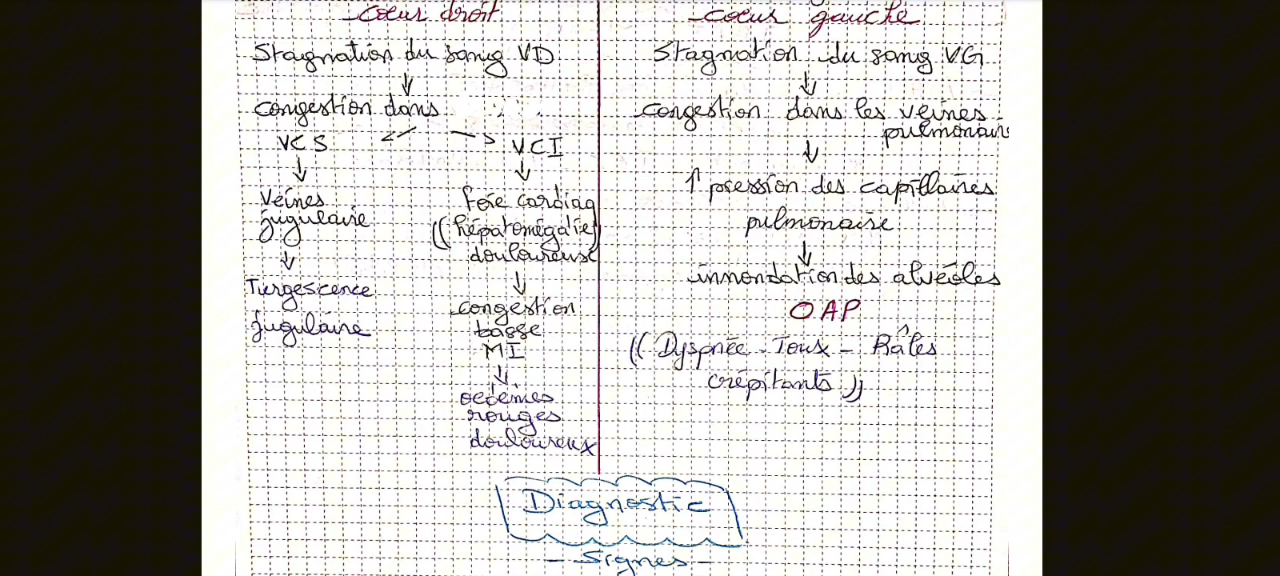 - coeur droit
Stagnation du sang VD
↓
congestion dans
↙ → VCI
VCS
↓
Veines
jugulaire
↓
Turgescence
jugulaire
↓
foie cardiaq
((hépatomégalie)
douloureuse
↓
congestion
basse
MI
↓
oedèmes
rouges
douloureux
- coeur gauche
Stagnation du sang VG
↓
congestion dans les veines
pulmonair
↓
↑ pression des capillaires
pulmonaire
↓
innondation des alvéoles
OAP
(( Dyspnée - Toux - Râles
crépitants ))
Diagnostic
- Signes -